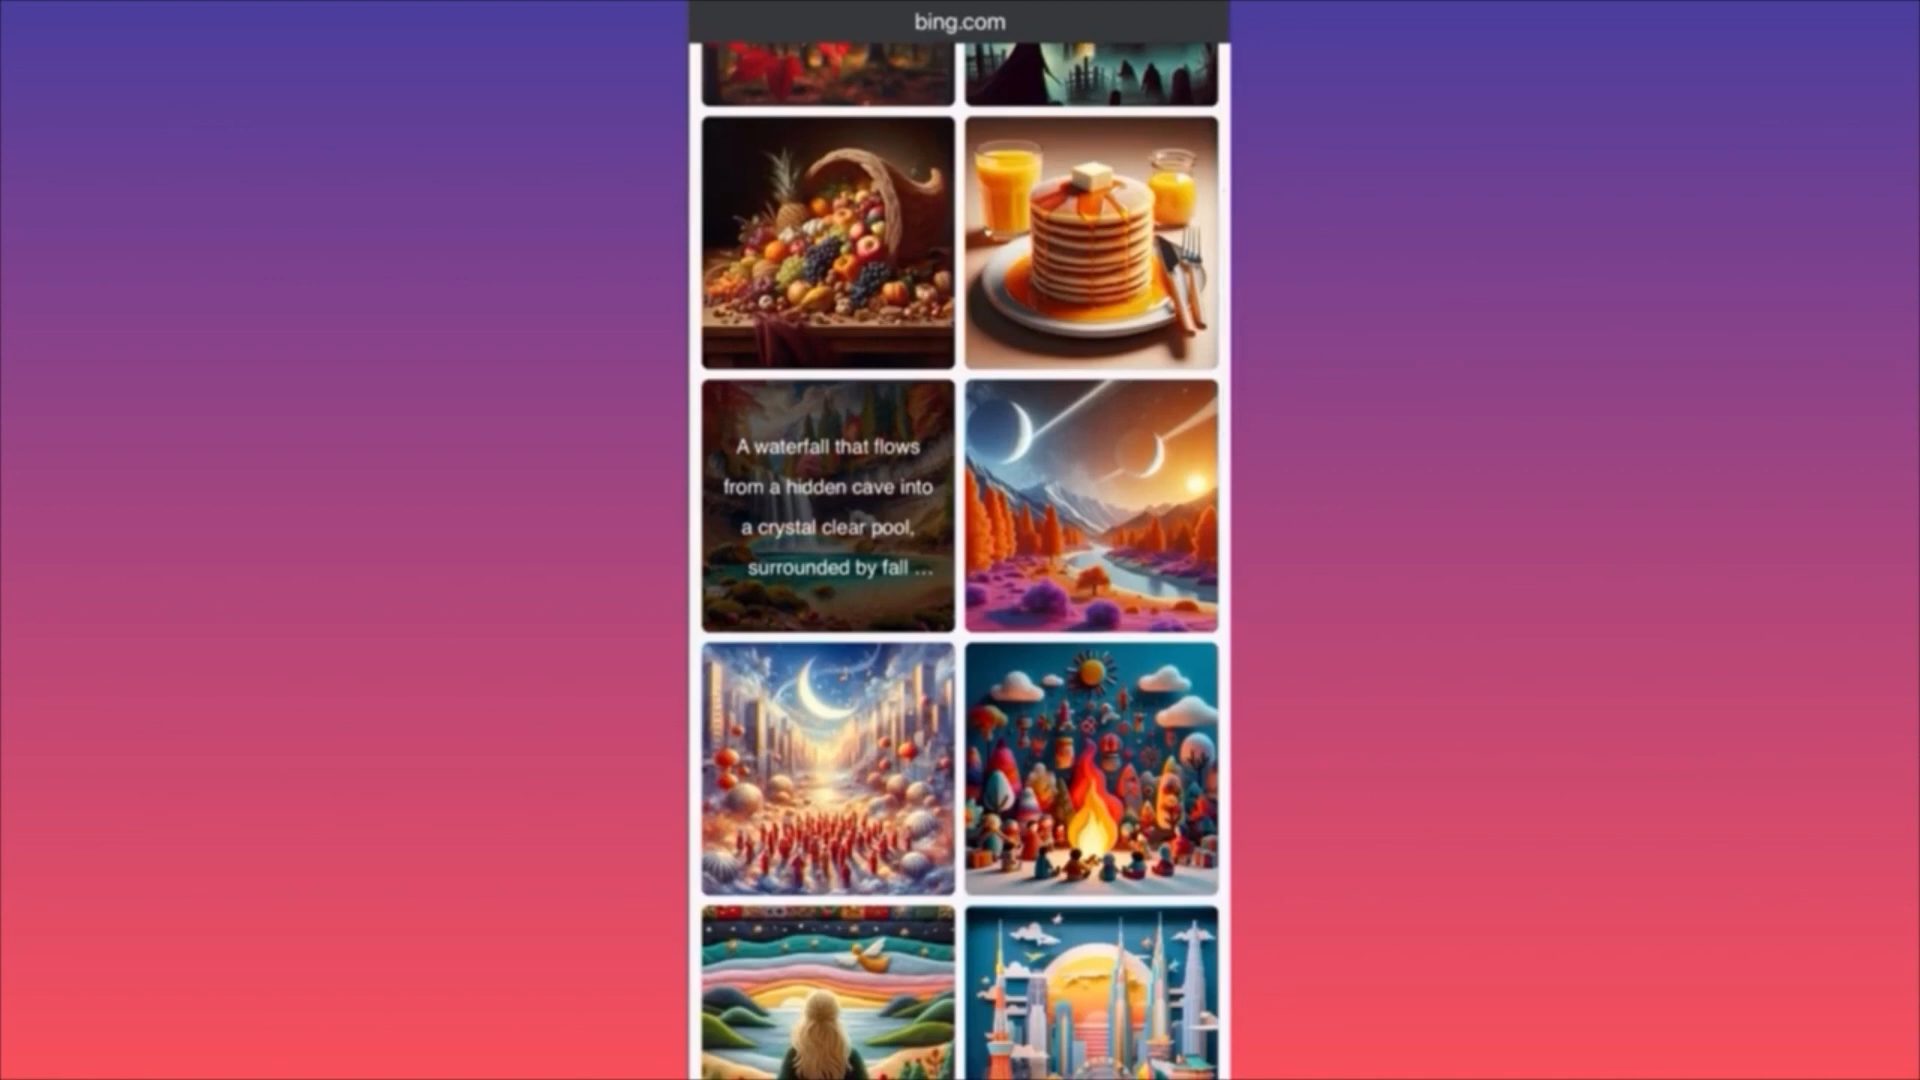 bing.com
A waterfall that flows
from a hidden cave into
a crystal clear pool,
surrounded by fall ...